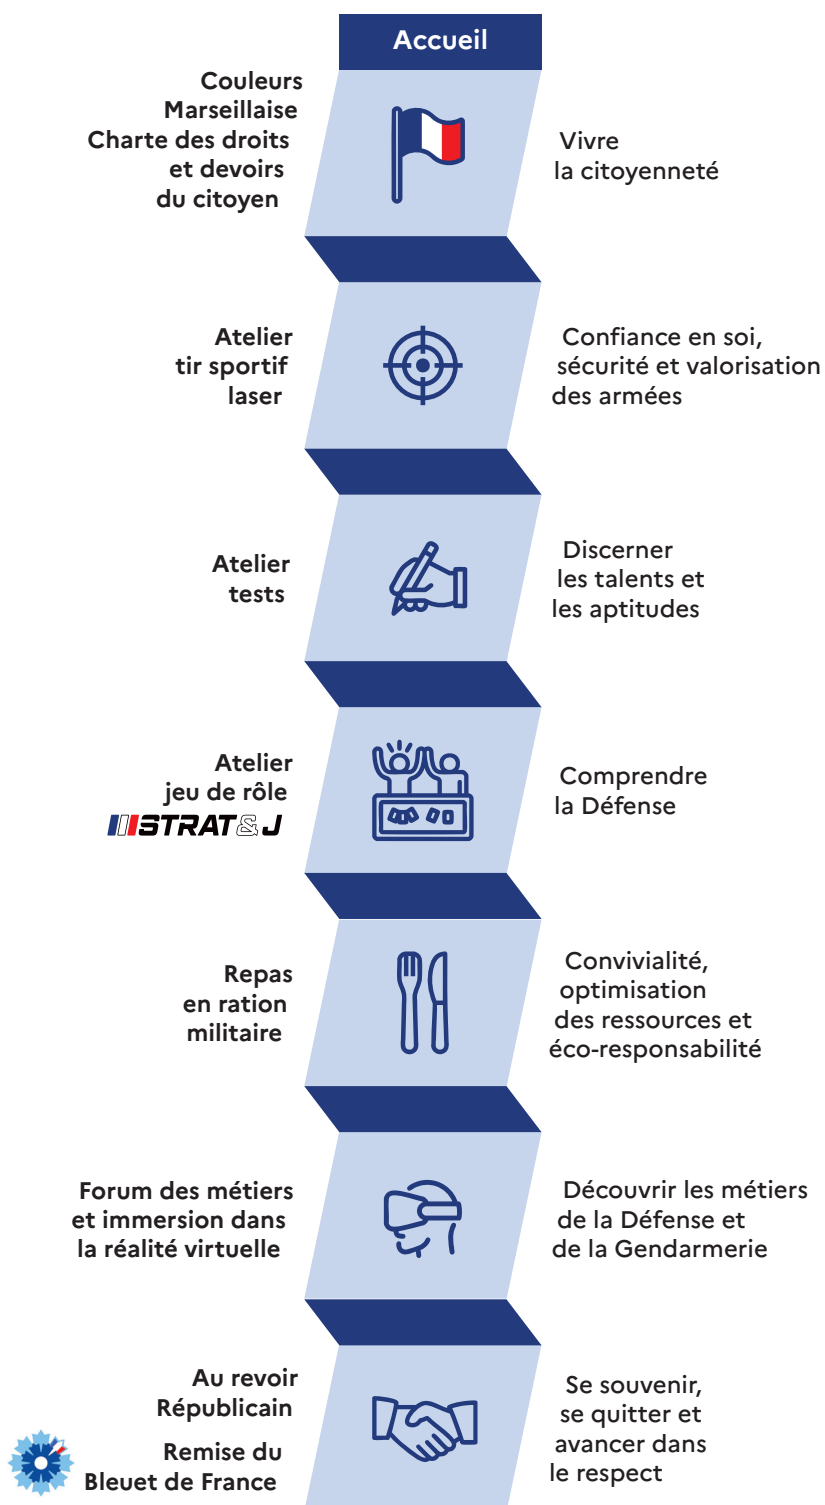 Accueil
Couleurs
Marseillaise
Charte des droits
et devoirs
du citoyen
Vivre
la citoyenneté
Atelier
tir sportif
laser
Confiance en soi,
sécurité et valorisation
des armées
Atelier
tests
Discerner
les talents et
les aptitudes
Atelier
jeu de rôle
STRAT&J
Comprendre
la Défense
Repas
en ration
militaire
Convivialité,
optimisation
des ressources et
éco-responsabilité
Forum des métiers
et immersion dans
la réalité virtuelle
Découvrir les métiers
de la Défense et
de la Gendarmerie
Au revoir
Républicain
Remise du
Bleuet de France
Se souvenir,
se quitter et
avancer dans
le respect